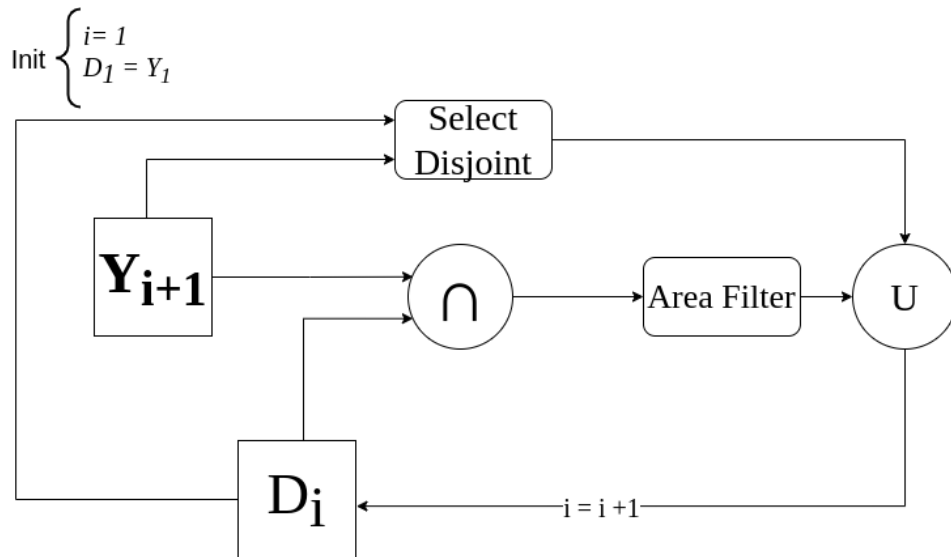 Init
i= 1
D1 = Y1
Select
Disjoint
Yi+1
∩
Area Filter
U
Di
i = i +1